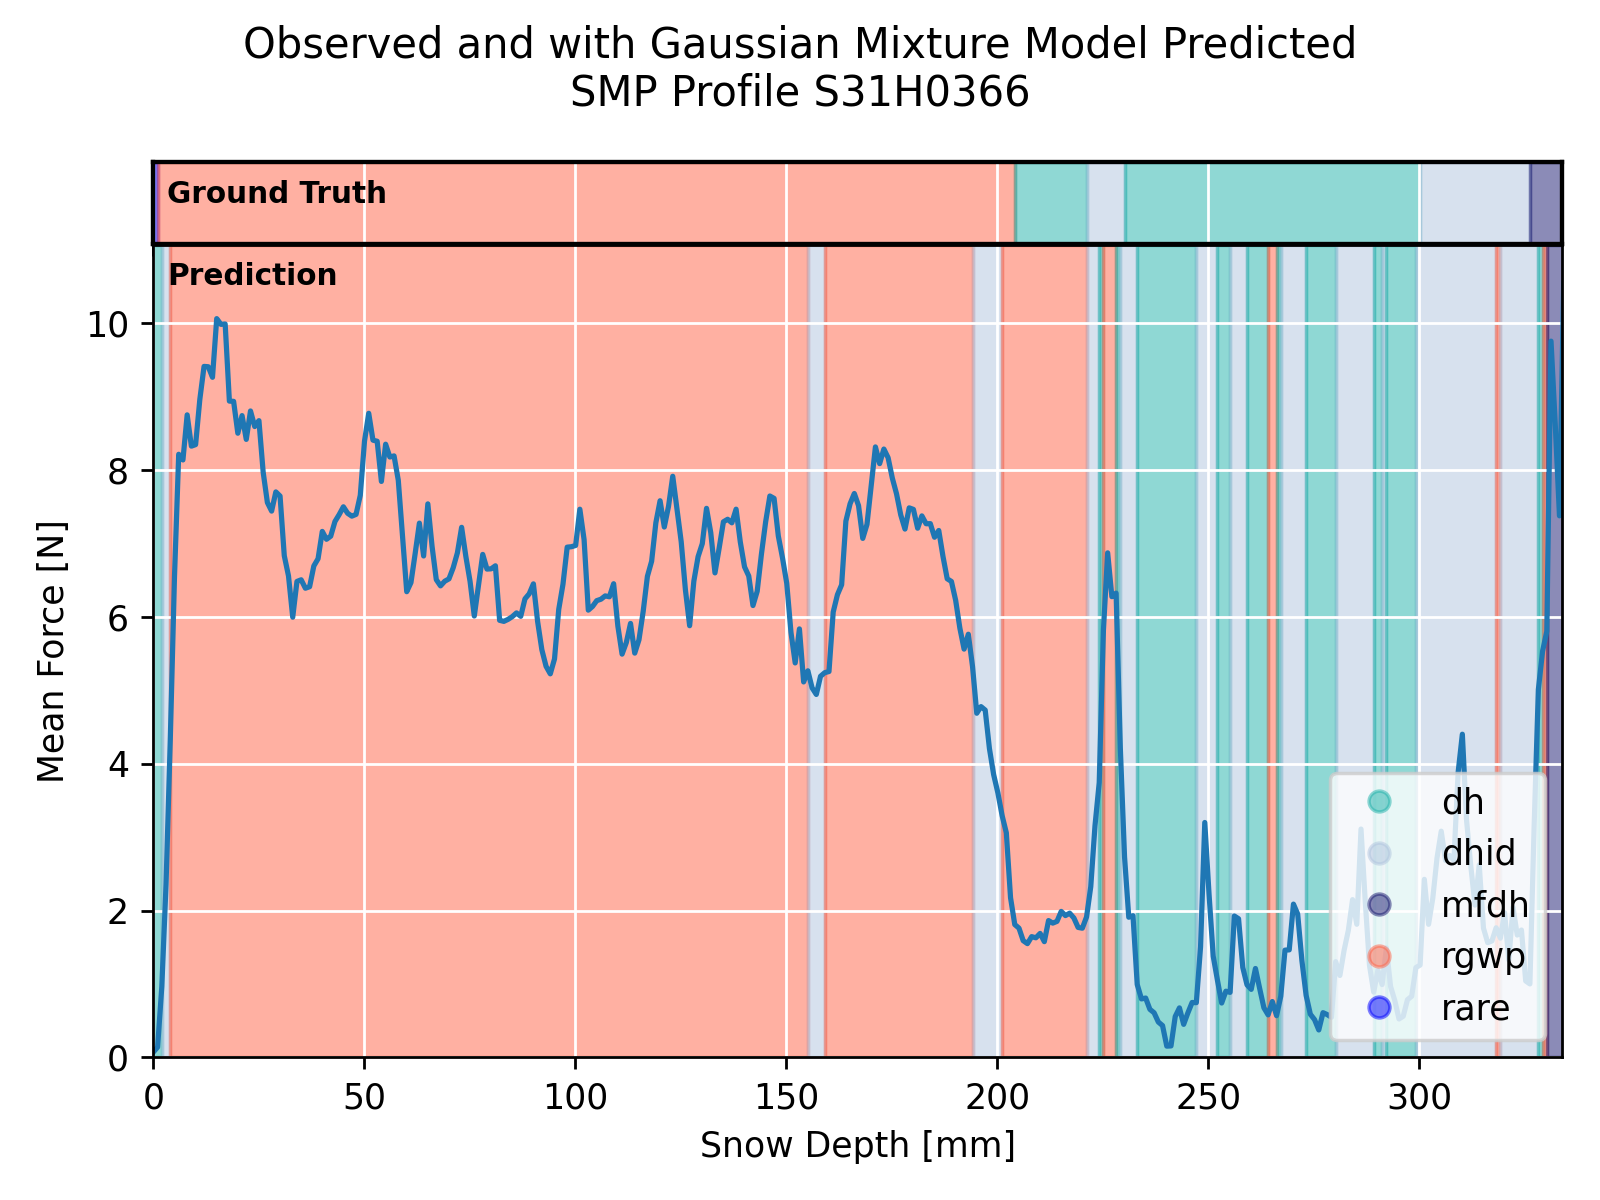 Observed and with Gaussian Mixture Model Predicted
SMP Profile S31H0366
Ground Truth
Prediction
10
8
6
4
2
0
Mean Force [N]
dh
dhid
mfdh
rgwp
rare
0 50 100 150 200 250 300
Snow Depth [mm]